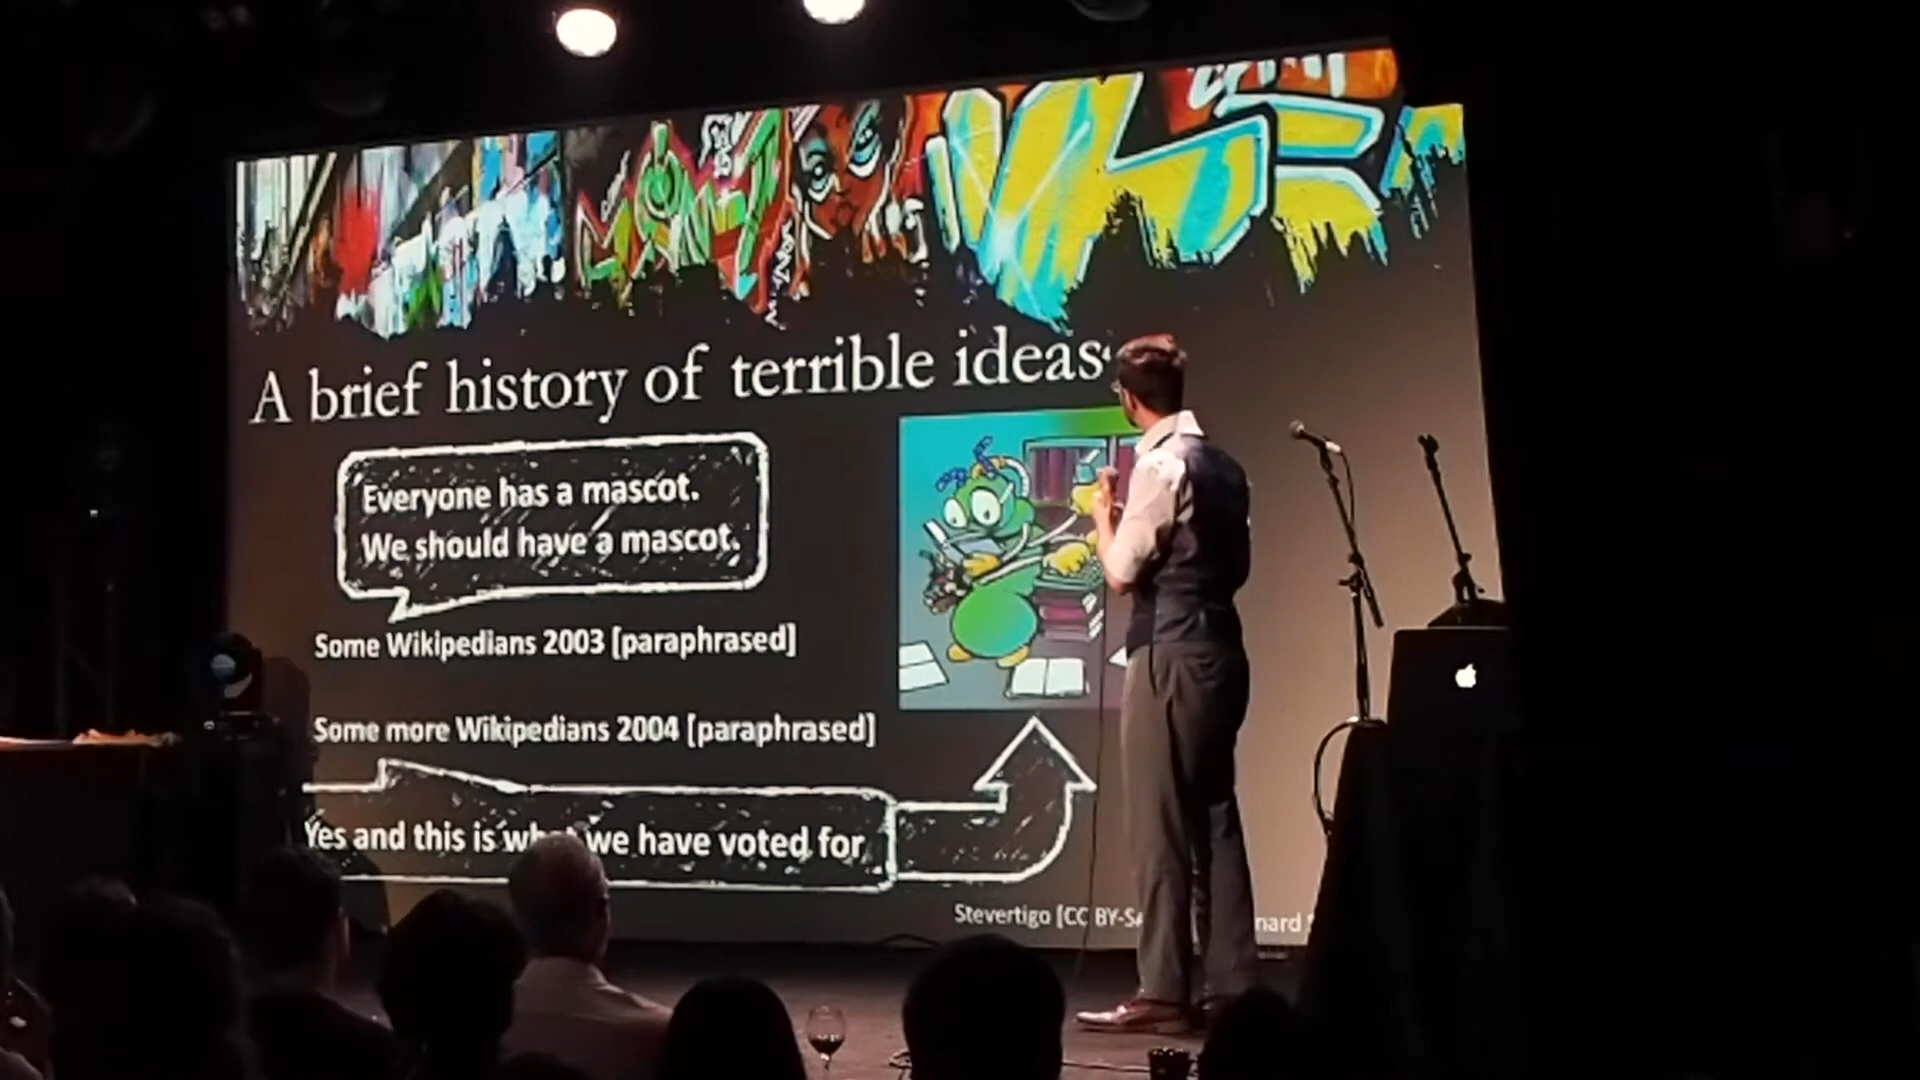 A brief history of terrible ideas
Everyone has a mascot.
We should have a mascot.
Some Wikipedians 2003 [paraphrased]
Some more Wikipedians 2004 [paraphrased]
Yes and this is what we have voted for
Stevertigo [CC BY-SA